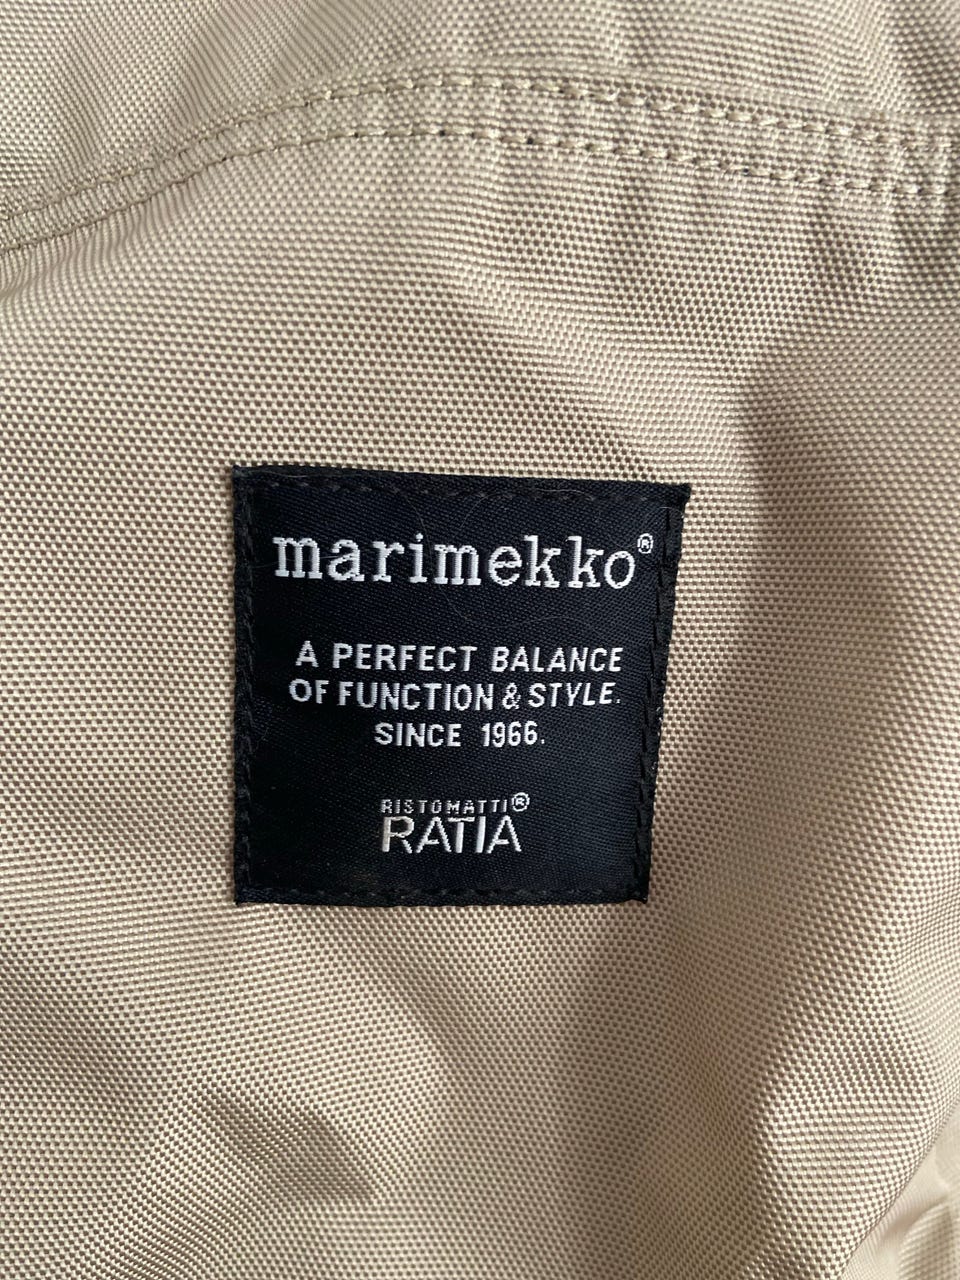 marimekko®
A PERFECT BALANCE
OF FUNCTION & STYLE.
SINCE 1966.
RISTOMATTI®
RATIA